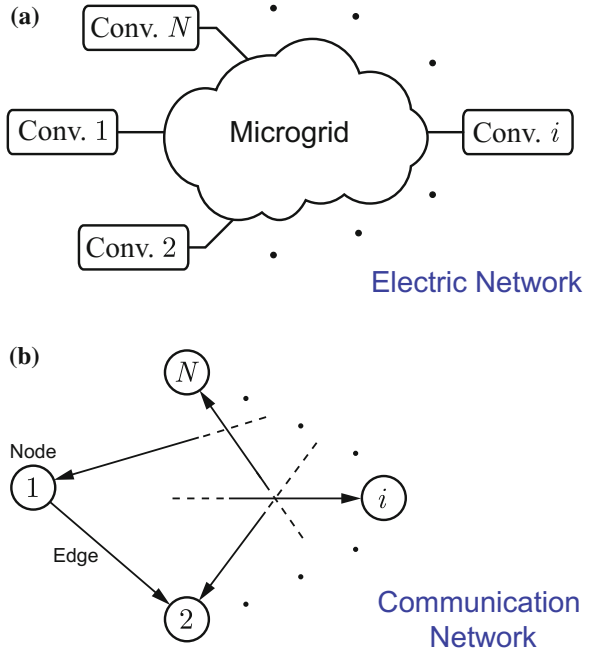 (a)
Conv. N
Conv. 1
Microgrid
Conv. i
Conv. 2
Electric Network
(b)
N
Node
1
i
Edge
2
Communication
Network